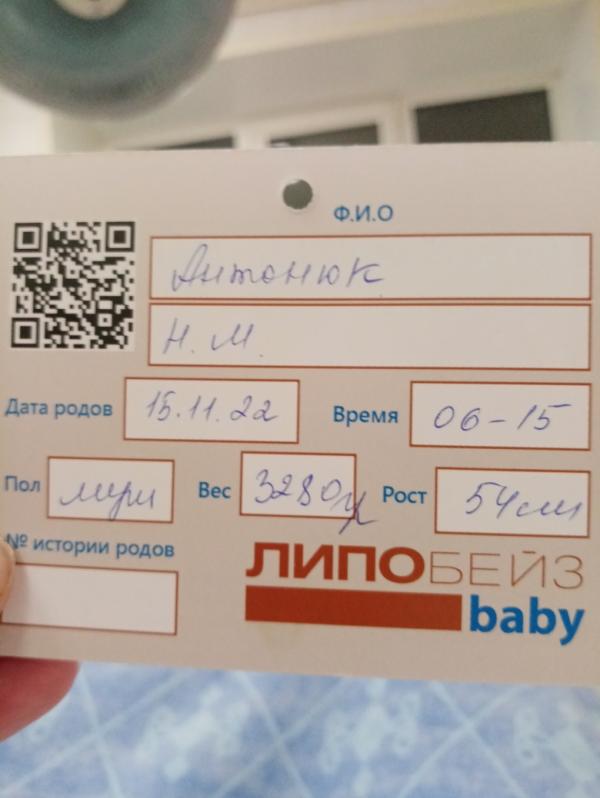 Ф.И.О
Антонюк
Н. М.
Дата родов 15.11.22 Время 06-15
Пол муж Вес 3280гр Рост 54см
№ истории родов
ЛИПОБЕЙЗ
baby